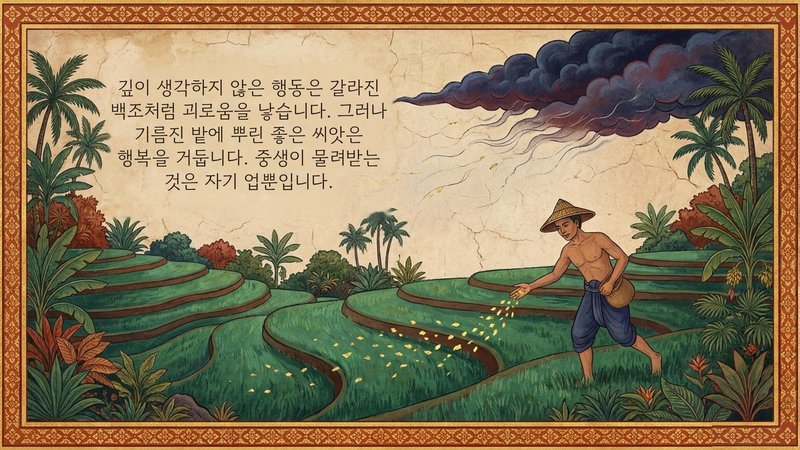 깊이 생각하지 않은 행동은 갈라진
백조처럼 괴로움을 낳습니다. 그러나
기름진 밭에 뿌린 좋은 씨앗은
행복을 거둡니다. 중생이 물려받는
것은 자기 업뿐입니다.